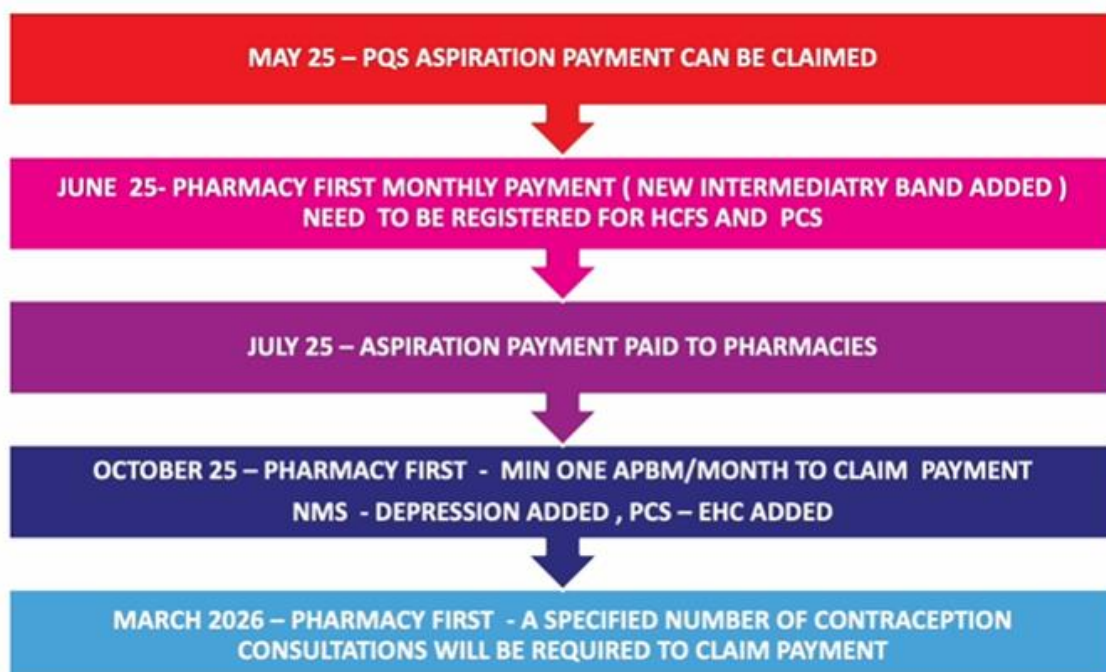 MAY 25 – PQS ASPIRATION PAYMENT CAN BE CLAIMED
JUNE  25- PHARMACY FIRST MONTHLY PAYMENT ( NEW INTERMEDIATRY BAND ADDED )
NEED  TO BE REGISTERED FOR HCFS AND  PCS
JULY 25 – ASPIRATION PAYMENT PAID TO PHARMACIES
OCTOBER 25 – PHARMACY FIRST  - MIN ONE APBM/MONTH TO CLAIM  PAYMENT
NMS  - DEPRESSION ADDED , PCS – EHC ADDED
MARCH 2026 – PHARMACY FIRST  - A SPECIFIED NUMBER OF CONTRACEPTION
CONSULTATIONS WILL BE REQUIRED TO CLAIM PAYMENT